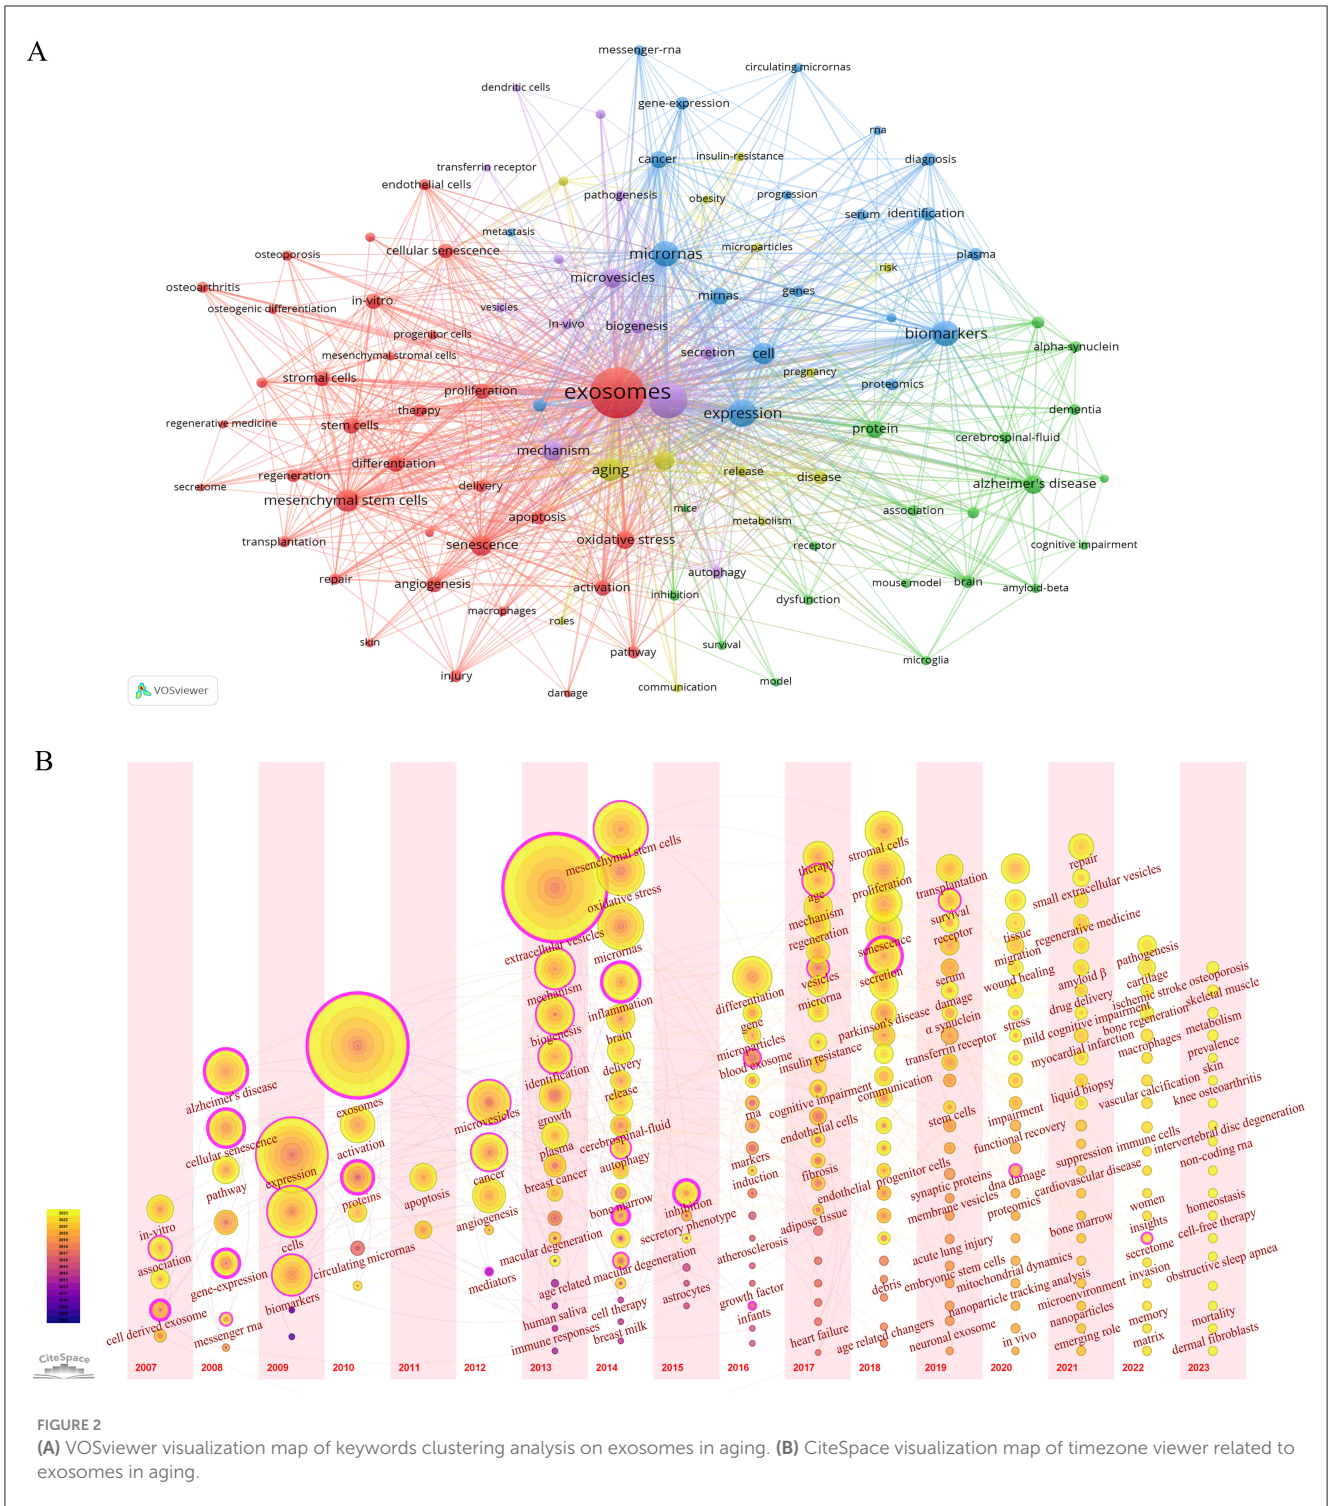 A
messenger-rna
circulating micrornas
dendritic cells
gene-expression
rna
cancer
insulin-resistance
diagnosis
transferrin receptor
endothelial cells
pathogenesis
obesity
progression
serum
identification
metastasis
cellular senescence
microparticles
osteoporosis
micrornas
plasma
risk
microvesicles
osteoarthritis
mirnas
genes
in-vitro
osteogenic differentiation
vesicles
in-vivo
biogenesis
progenitor cells
biomarkers
alpha-synuclein
mesenchymal stromal cells
secretion
cell
pregnancy
stromal cells
proliferation
exosomes
proteomics
therapy
expression
dementia
regenerative medicine
stem cells
protein
cerebrospinal-fluid
mechanism
differentiation
aging
release
disease
regeneration
secretome
delivery
alzheimer's disease
mesenchymal stem cells
mice
association
apoptosis
metabolism
transplantation
senescence
oxidative stress
receptor
cognitive impairment
repair
angiogenesis
activation
autophagy
inhibition
dysfunction
mouse model
brain
amyloid-beta
macrophages
roles
skin
pathway
survival
microglia
injury
damage
communication
model
VOSviewer
B
mesenchymal stem cells
stromal cells
therapy
repair
oxidative stress
age
proliferation
transplantation
small extracellular vesicles
extracellular vesicles
micrornas
mechanism
regeneration
senescence
survival
receptor
tissue
regenerative medicine
migration
pathogenesis
mechanism
inflammation
differentiation
vesicles
secretion
serum
wound healing
amyloid β
cartilage
ischemic stroke
osteoporosis
biogenesis
brain
gene
microrna
parkinson's disease
damage
stress
drug delivery
bone regeneration
skeletal muscle
identification
delivery
microparticles
blood exosome
insulin resistance
α synuclein
transferrin receptor
mild cognitive impairment
myocardial infarction
macrophages
metabolism
prevalence
alzheimer's disease
exosomes
microvesicles
growth
release
rna
cognitive impairment
communication
stem cells
impairment
liquid biopsy
vascular calcification
skin
knee osteoarthritis
cellular senescence
activation
plasma
cerebrospinal-fluid
markers
endothelial cells
functional recovery
suppression
immune cells
intervertebral disc degeneration
pathway
expression
proteins
apoptosis
cancer
breast cancer
autophagy
induction
fibrosis
endothelial progenitor cells
synaptic proteins
dna damage
cardiovascular disease
non-coding rna
in-vitro
cells
angiogenesis
bone marrow
inhibition
secretory phenotype
adipose tissue
membrane vesicles
proteomics
bone marrow
women
insights
homeostasis
association
gene-expression
circulating micrornas
macular degeneration
mediators
age related macular degeneration
atherosclerosis
acute lung injury
mitochondrial dynamics
secretome
cell-free therapy
cell derived exosome
messenger rna
biomarkers
human saliva
cell therapy
astrocytes
growth factor
debris
embryonic stem cells
nanoparticle tracking analysis
microenvironment
invasion
obstructive sleep apnea
immune responses
breast milk
infants
heart failure
age related changers
neuronal exosome
in vivo
nanoparticles
emerging role
memory
matrix
mortality
dermal fibroblasts
CiteSpace
2007 2008 2009 2010 2011 2012 2013 2014 2015 2016 2017 2018 2019 2020 2021 2022 2023
FIGURE 2
(A) VOSviewer visualization map of keywords clustering analysis on exosomes in aging. (B) CiteSpace visualization map of timezone viewer related to
exosomes in aging.